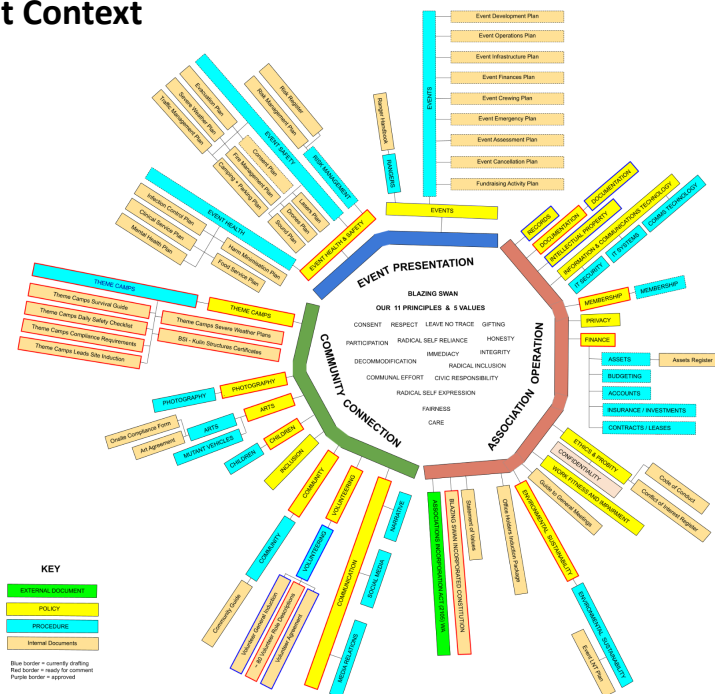 t Context
EVENTS
Event Development Plan
Event Operations Plan
Event Infrastructure Plan
Event Finances Plan
Event Crewing Plan
Event Emergency Plan
Event Assessment Plan
Event Cancellation Plan
Fundraising Activity Plan
EVENTS
Ranger Handbook
RANGERS
Risk Register
Risk Management Plan
RISK MANAGEMENT
EVENT SAFETY
Evacuation Plan
Severe Weather Plan
Traffic Management Plan
Consent Plan
Fire Management Plan
Camping + Parking Plan
Lasers Plan
Drones Plan
Sound Plan
EVENT HEALTH & SAFETY
EVENT HEALTH
Infection Control Plan
Clinical Service Plan
Mental Health Plan
Harm Minimisation Plan
Food Service Plan
THEME CAMPS
Theme Camps Survival Guide
Theme Camps Daily Safety Checklist
Theme Camps Compliance Requirements
Theme Camps Leads Site Induction
THEME CAMPS
Theme Camps Severe Weather Plans
BSI - Kulin Structures Certificates
PHOTOGRAPHY
PHOTOGRAPHY
ARTS
ARTS
Onsite Compliance Form
Art Agreement
MUTANT VEHICLES
CHILDREN
CHILDREN
INCLUSION
COMMUNITY
COMMUNITY
Community Guide
VOLUNTEERING
VOLUNTEERING
Volunteer General Induction
~ 80 Volunteer Role Descriptions
Volunteer Agreement
COMMUNICATION
NARRATIVE
SOCIAL MEDIA
MEDIA RELATIONS
EVENT PRESENTATION
COMMUNITY CONNECTION
ASSOCIATION OPERATION
BLAZING SWAN
OUR 11 PRINCIPLES & 5 VALUES
CONSENT RESPECT LEAVE NO TRACE GIFTING
PARTICIPATION RADICAL SELF RELIANCE HONESTY
IMMEDIACY INTEGRITY
DECOMMODIFICATION RADICAL INCLUSION
COMMUNAL EFFORT CIVIC RESPONSIBILITY
RADICAL SELF EXPRESSION
FAIRNESS
CARE
RECORDS
DOCUMENTATION
DOCUMENTATION
INTELLECTUAL PROPERTY
INFORMATION & COMMUNICATIONS TECHNOLOGY
IT SECURITY
IT SYSTEMS
COMMS TECHNOLOGY
MEMBERSHIP
MEMBERSHIP
PRIVACY
FINANCE
ASSETS
Assets Register
BUDGETING
ACCOUNTS
INSURANCE / INVESTMENTS
CONTRACTS / LEASES
ETHICS & PROBITY
CONFIDENTIALITY
WORK FITNESS AND IMPAIRMENT
Code of Conduct
Conflict of Interest Register
Guide to General Meetings
ENVIRONMENTAL SUSTAINABILITY
ENVIRONMENTAL SUSTAINABILITY
Event LNT Plan
Office Holders Induction Package
Statement of Values
BLAZING SWAN INCORPORATED CONSTITUTION
ASSOCIATIONS INCORPORATION ACT (2105) WA
KEY
EXTERNAL DOCUMENT
POLICY
PROCEDURE
Internal Documents
Blue border = currently drafting
Red border = ready for comment
Purple border = approved